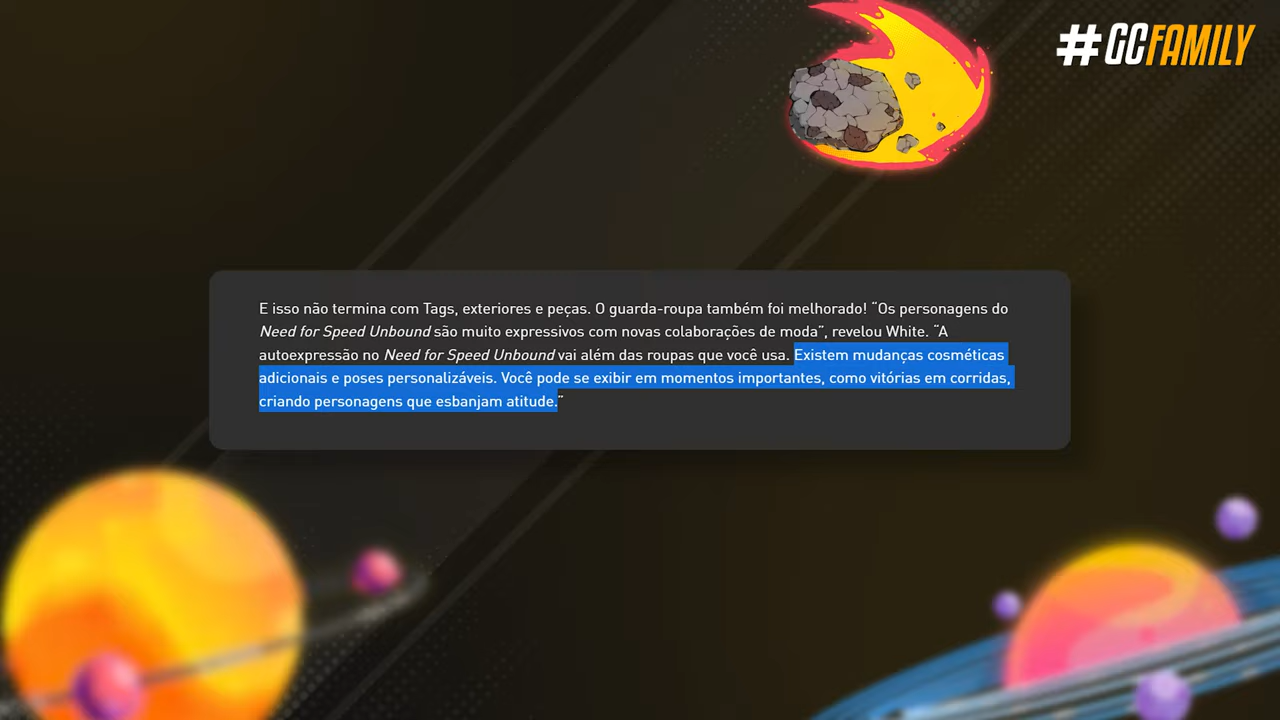 #GCFAMILY
E isso não termina com Tags, exteriores e peças. O guarda-roupa também foi melhorado! “Os personagens do
Need for Speed Unbound são muito expressivos com novas colaborações de moda”, revelou White. “A
autoexpressão no Need for Speed Unbound vai além das roupas que você usa. Existem mudanças cosméticas
adicionais e poses personalizáveis. Você pode se exibir em momentos importantes, como vitórias em corridas,
criando personagens que esbanjam atitude.”